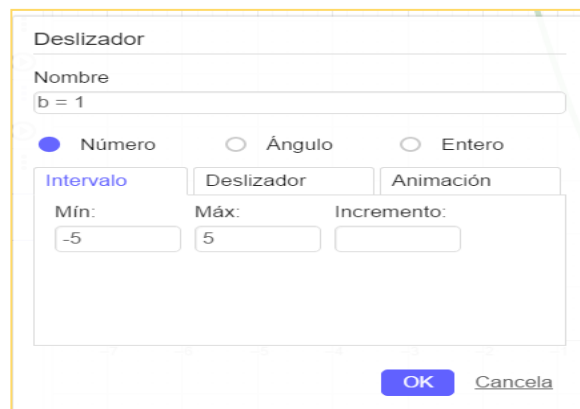 Deslizador
Nombre
b = 1
Número Ángulo Entero
Intervalo Deslizador Animación
Mín: Máx: Incremento:
-5 5
OK Cancela